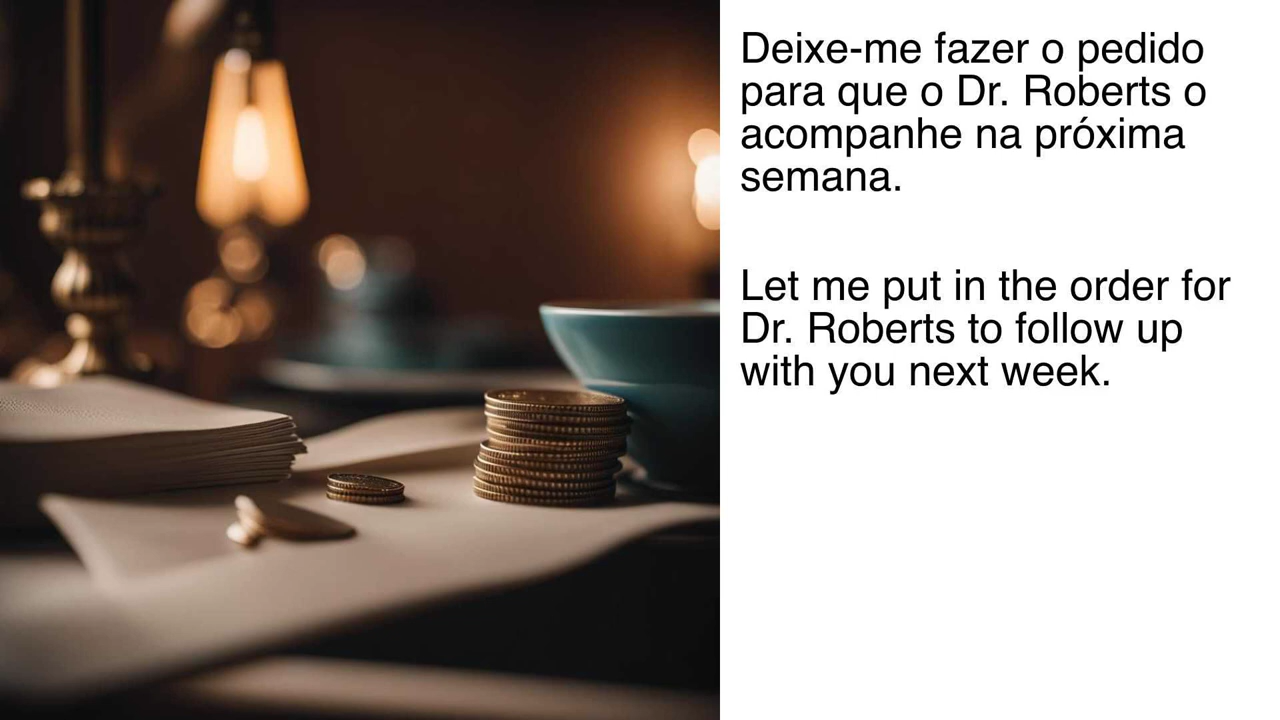 Deixe-me fazer o pedido
para que o Dr. Roberts o
acompanhe na próxima
semana.
Let me put in the order for
Dr. Roberts to follow up
with you next week.